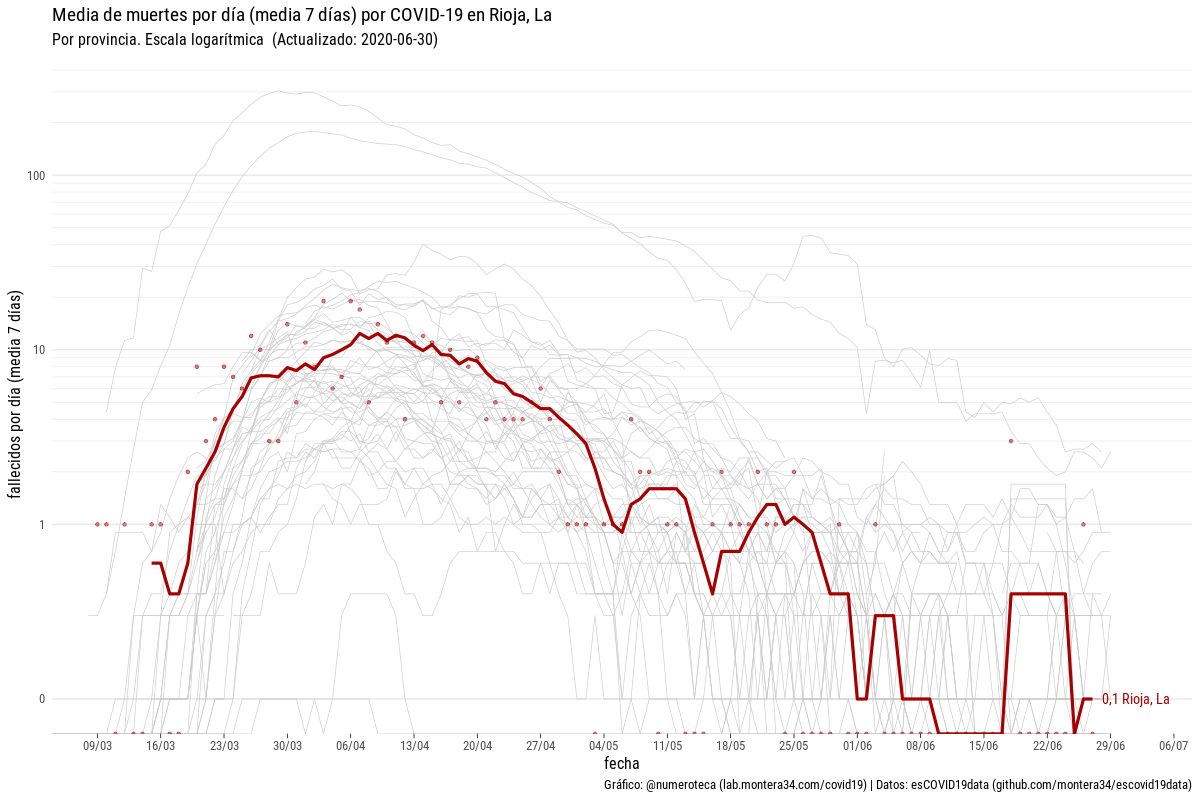 Media de muertes por día (media 7 días) por COVID-19 en Rioja, La
Por provincia. Escala logarítmica  (Actualizado: 2020-06-30)
fallecidos por día (media 7 días)
100
10
1
0
0,1 Rioja, La
09/03 16/03 23/03 30/03 06/04 13/04 20/04 27/04 04/05 11/05 18/05 25/05 01/06 08/06 15/06 22/06 29/06 06/07
fecha
Gráfico: @numeroteca (lab.montera34.com/covid19) | Datos: esCOVID19data (github.com/montera34/escovid19data)